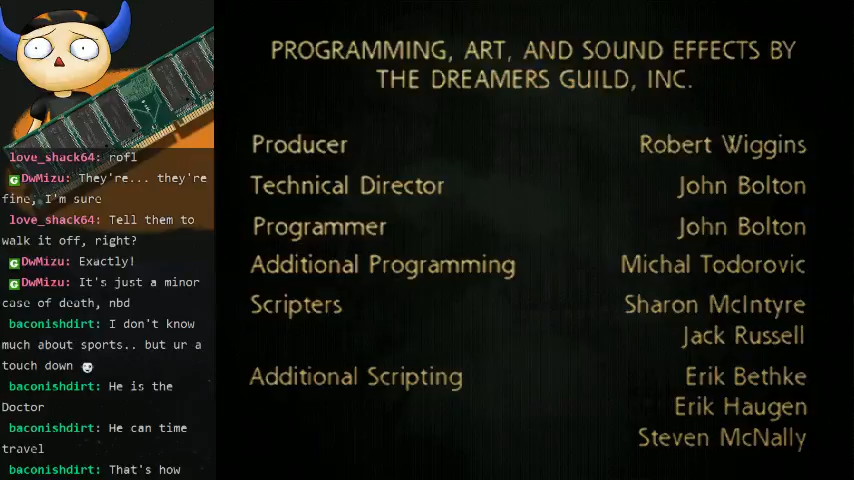 love_shack64: rofl
DwMizu: They're... they're
fine, I'm sure
love_shack64: Tell them to
walk it off, right?
DwMizu: Exactly!
DwMizu: It's just a minor
case of death, nbd
baconishdirt: I don't know
much about sports.. but ur a
touch down
baconishdirt: He is the
Doctor
baconishdirt: He can time
travel
baconishdirt: That's how
PROGRAMMING, ART, AND SOUND EFFECTS BY
THE DREAMERS GUILD, INC.
Producer Robert Wiggins
Technical Director John Bolton
Programmer John Bolton
Additional Programming Michal Todorovic
Scripters Sharon McIntyre
Jack Russell
Additional Scripting Erik Bethke
Erik Haugen
Steven McNally